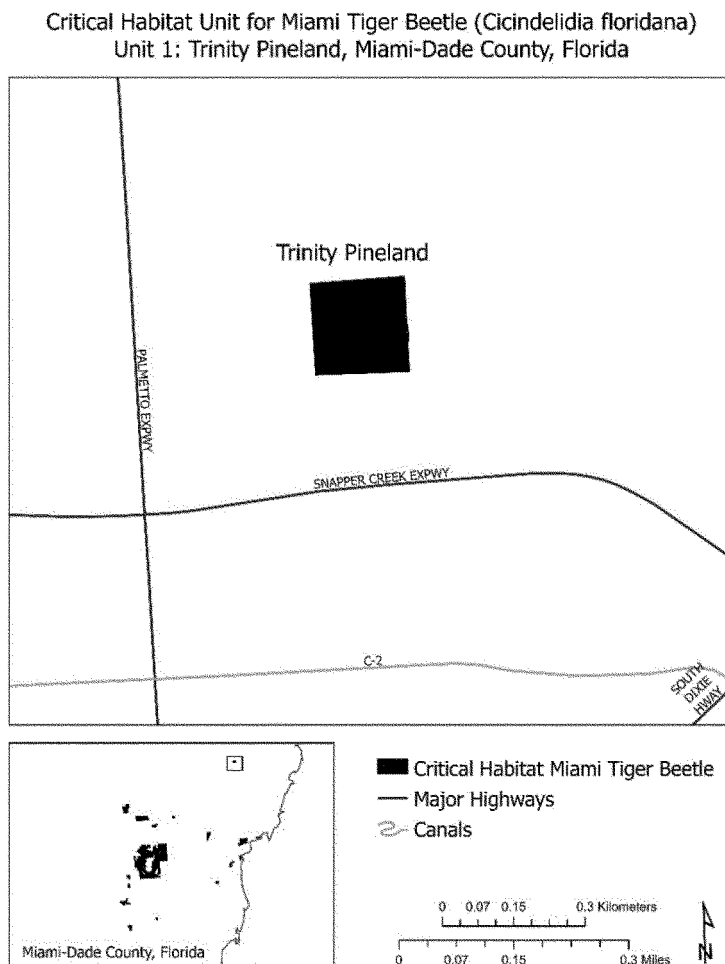 Critical Habitat Unit for Miami Tiger Beetle (Cicindelidia floridana)
Unit 1: Trinity Pineland, Miami-Dade County, Florida
Trinity Pineland
PALMETTO EXPWY
SNAPPER CREEK EXPWY
C-2
SOUTH
DIXIE
HWAY
Critical Habitat Miami Tiger Beetle
Major Highways
Canals
Miami-Dade County, Florida
0 0.07 0.15 0.3 Kilometers
0 0.07 0.15 0.3 Miles
N